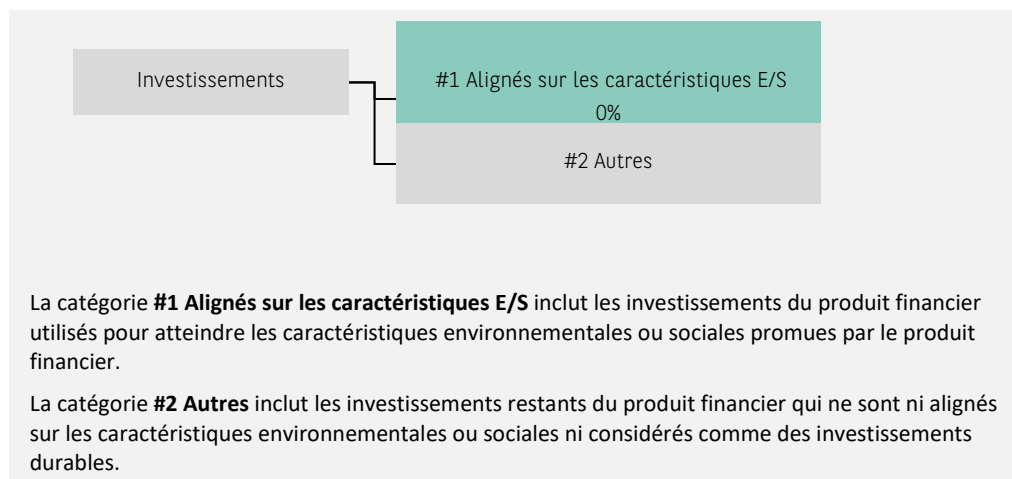 Investissements
#1 Alignés sur les caractéristiques E/S
0%
#2 Autres
La catégorie #1 Alignés sur les caractéristiques E/S inclut les investissements du produit financier
utilisés pour atteindre les caractéristiques environnementales ou sociales promues par le produit
financier.
La catégorie #2 Autres inclut les investissements restants du produit financier qui ne sont ni alignés
sur les caractéristiques environnementales ou sociales ni considérés comme des investissements
durables.